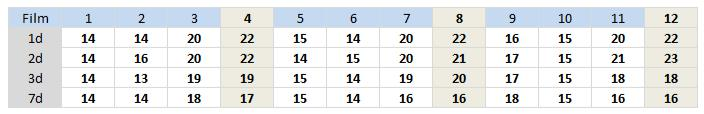 Film 1 2 3 4 5 6 7 8 9 10 11 12
1d 14 14 20 22 15 14 20 22 16 15 20 22
2d 14 16 20 22 14 15 20 21 17 15 21 23
3d 14 13 19 19 15 14 19 20 17 15 18 18
7d 14 14 18 17 15 14 16 16 18 15 16 16